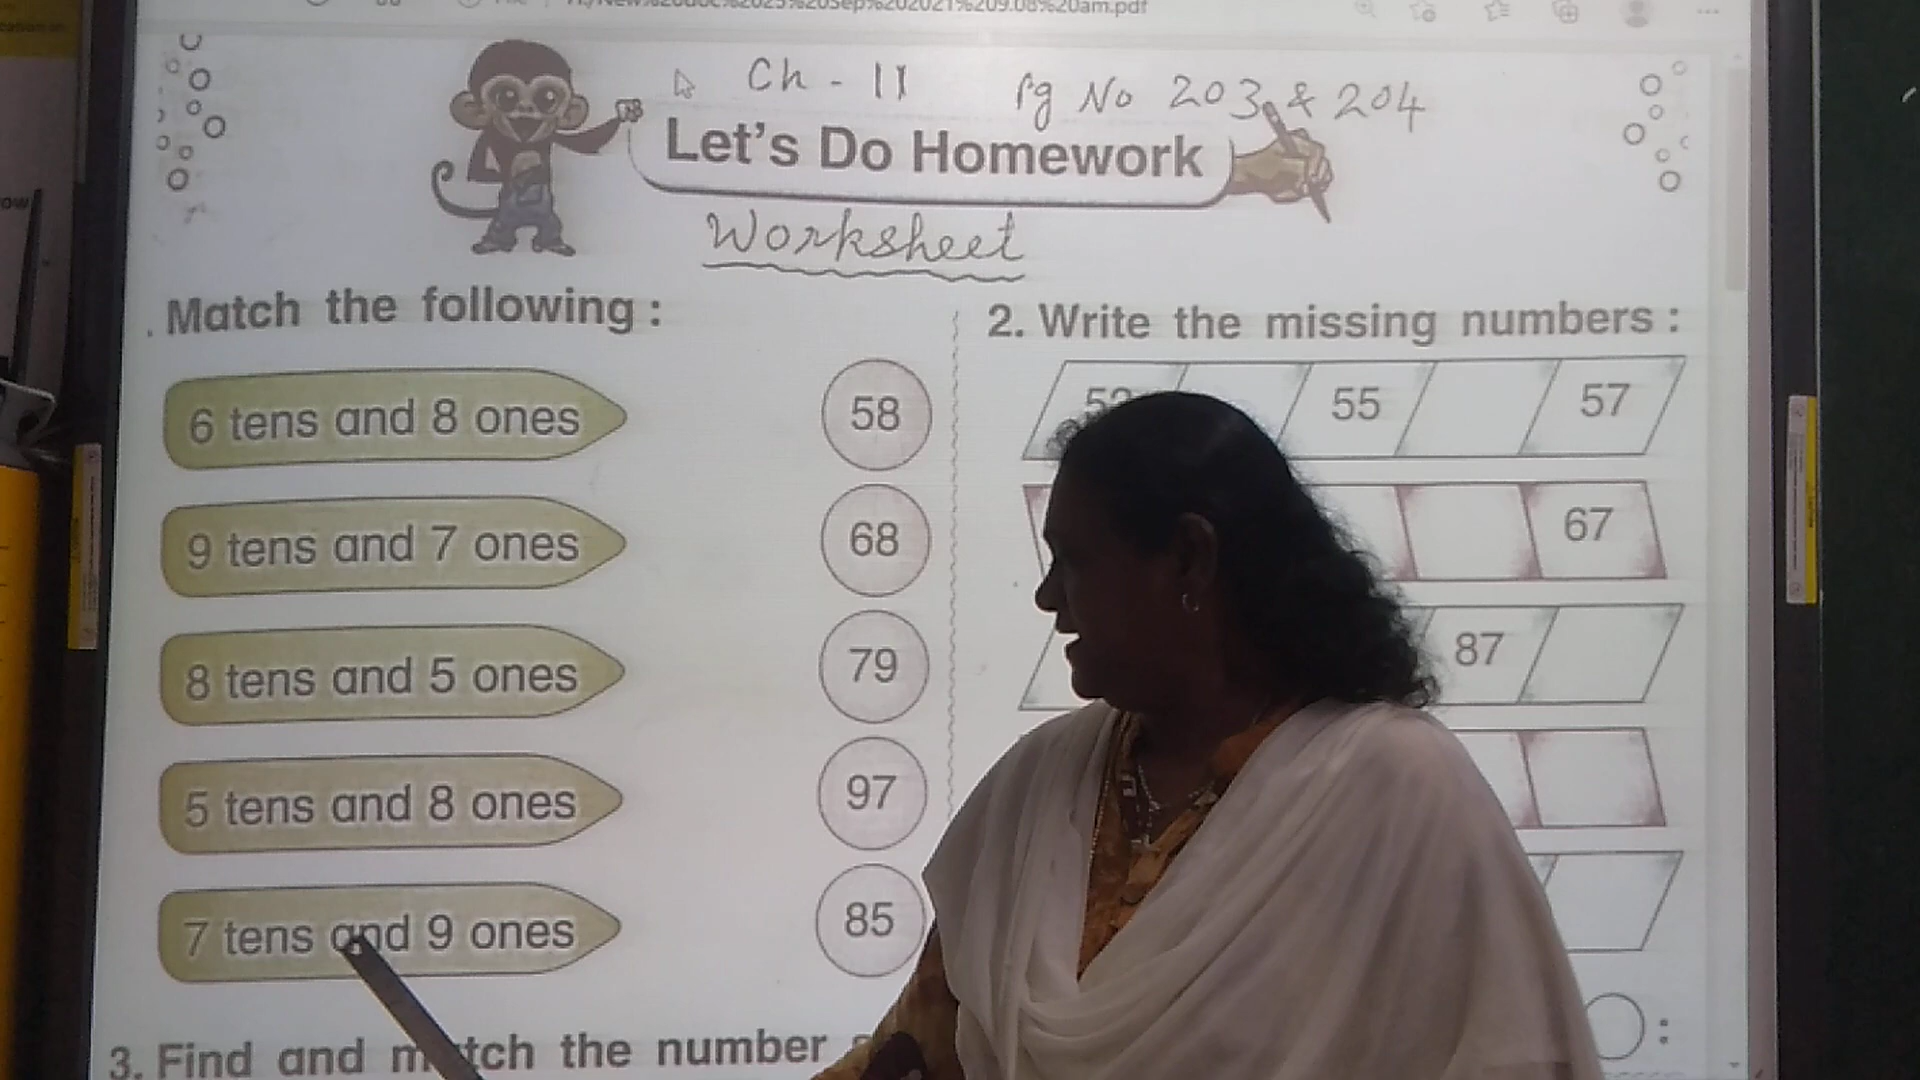 Ch - 11 Pg No 203 & 204
Let's Do Homework
Worksheet
. Match the following :
6 tens and 8 ones 58
9 tens and 7 ones 68
8 tens and 5 ones 79
5 tens and 8 ones 97
7 tens and 9 ones 85
2. Write the missing numbers :
55 57
67
87
3. Find and match the number
: